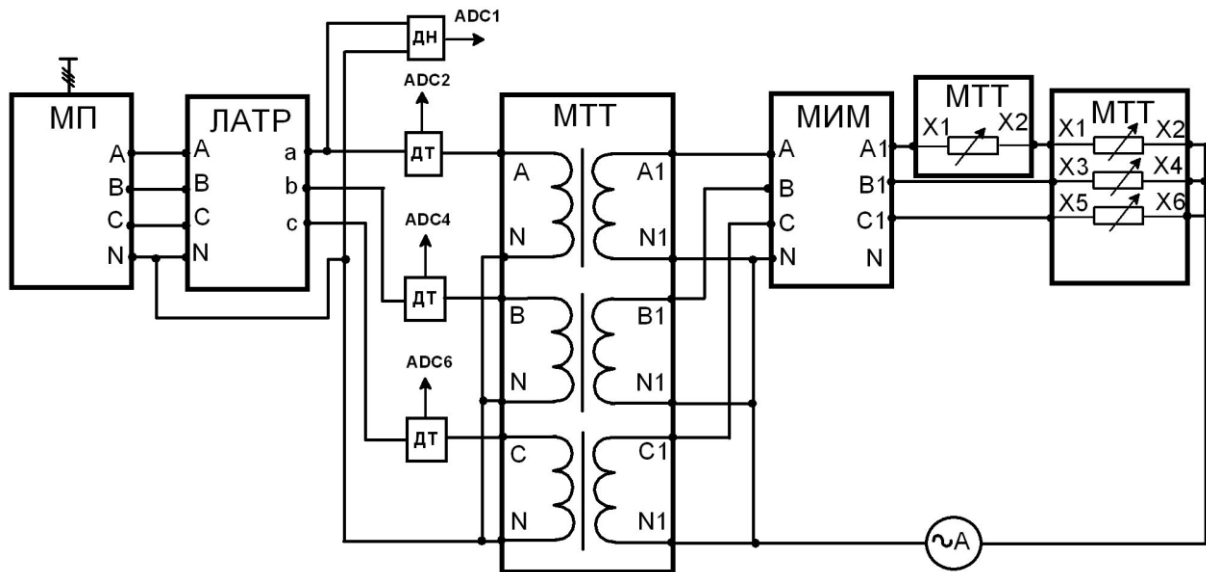 ADC1
ДН
МП
A
B
C
N
ЛАТР
A
B
C
N
a
b
c
ADC2
ДТ
ADC4
ДТ
ADC6
ДТ
МТТ
A
N
B
N
C
N
A1
N1
B1
N1
C1
N1
МИМ
A
B
C
N
A1
B1
C1
N
МТТ
X1
X2
МТТ
X1
X2
X3
X4
X5
X6
~A